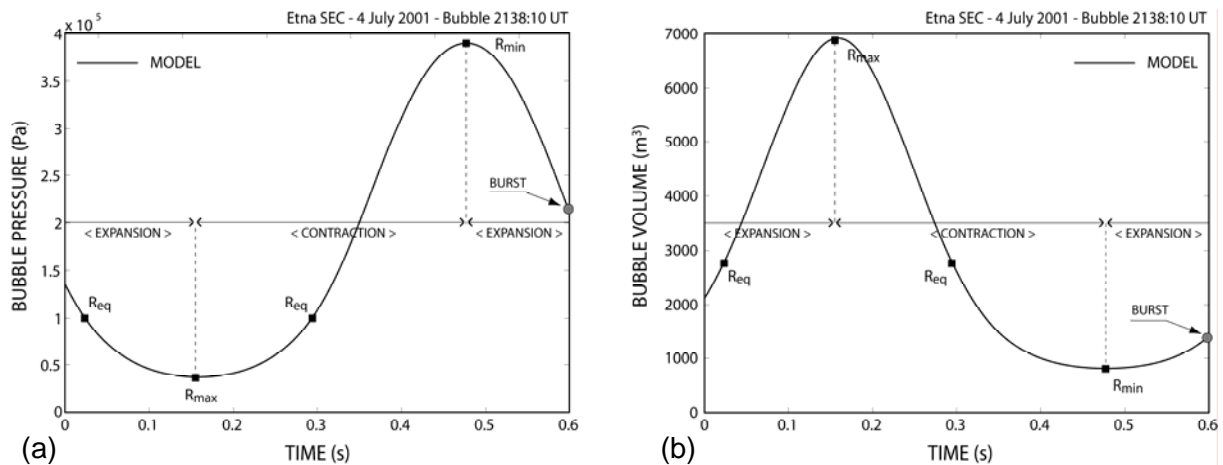 Etna SEC - 4 July 2001 - Bubble 2138:10 UT
4 x 10⁵
3.5
3
2.5
2
1.5
1
0.5
0
BUBBLE PRESSURE (Pa)
MODEL
R_min
BURST
< EXPANSION >
< CONTRACTION >
< EXPANSION >
R_eq
R_eq
R_max
0 0.1 0.2 0.3 0.4 0.5 0.6
(a) TIME (s)
Etna SEC - 4 July 2001 - Bubble 2138:10 UT
7000
6000
5000
4000
3000
2000
1000
0
BUBBLE VOLUME (m³)
R_max
MODEL
< EXPANSION >
< CONTRACTION >
< EXPANSION >
R_eq
R_eq
BURST
R_min
0 0.1 0.2 0.3 0.4 0.5 0.6
(b) TIME (s)